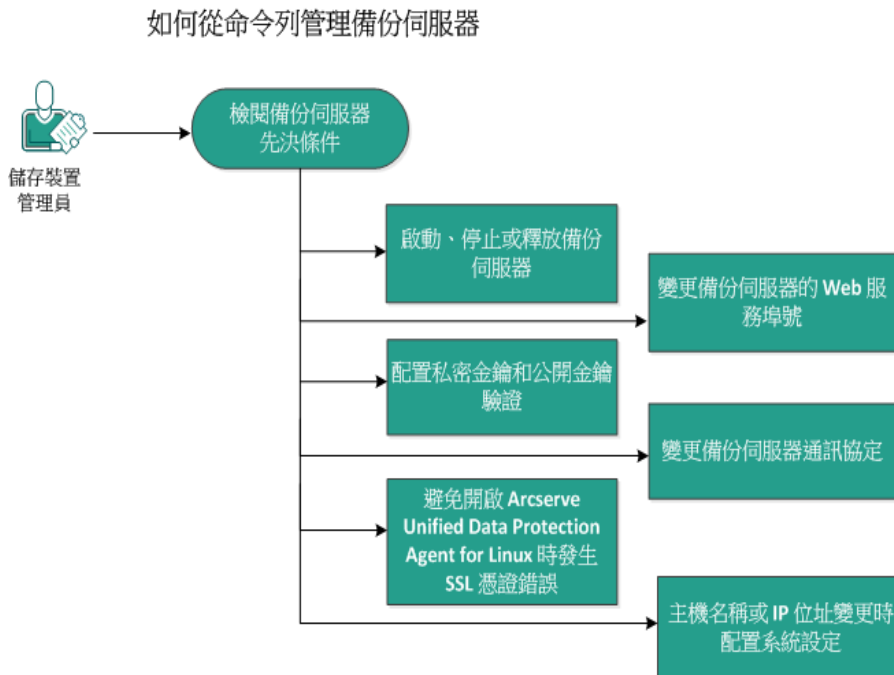 如何從命令列管理備份伺服器
儲存裝置
管理員
檢閱備份伺服器
先決條件
啟動、停止或釋放備份
伺服器
變更備份伺服器的 Web 服
務埠號
配置私密金鑰和公開金鑰
驗證
變更備份伺服器通訊協定
避免開啟 Arcserve
Unified Data Protection
Agent for Linux 時發生
SSL 憑證錯誤
主機名稱或 IP 位址變更時
配置系統設定